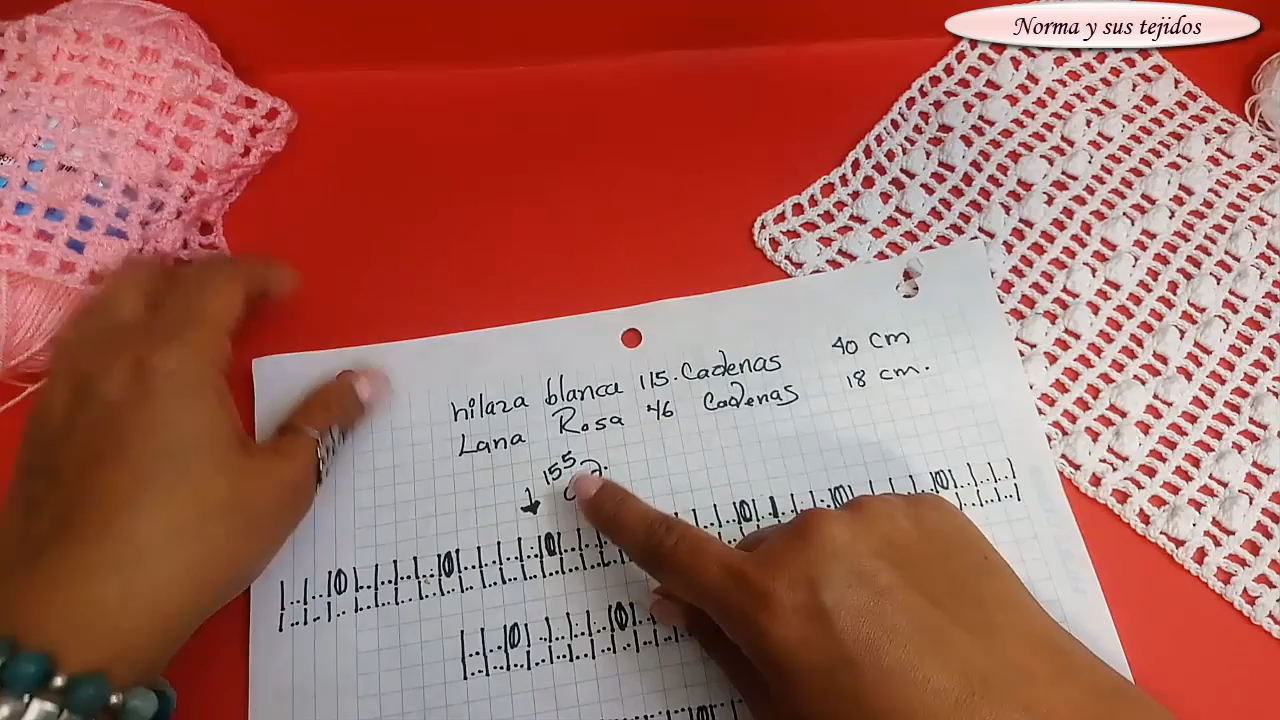 Norma y sus tejidos
hilaza blanca 115. Cadenas 40 cm
Lana Rosa 46 Cadenas 18 cm.
155